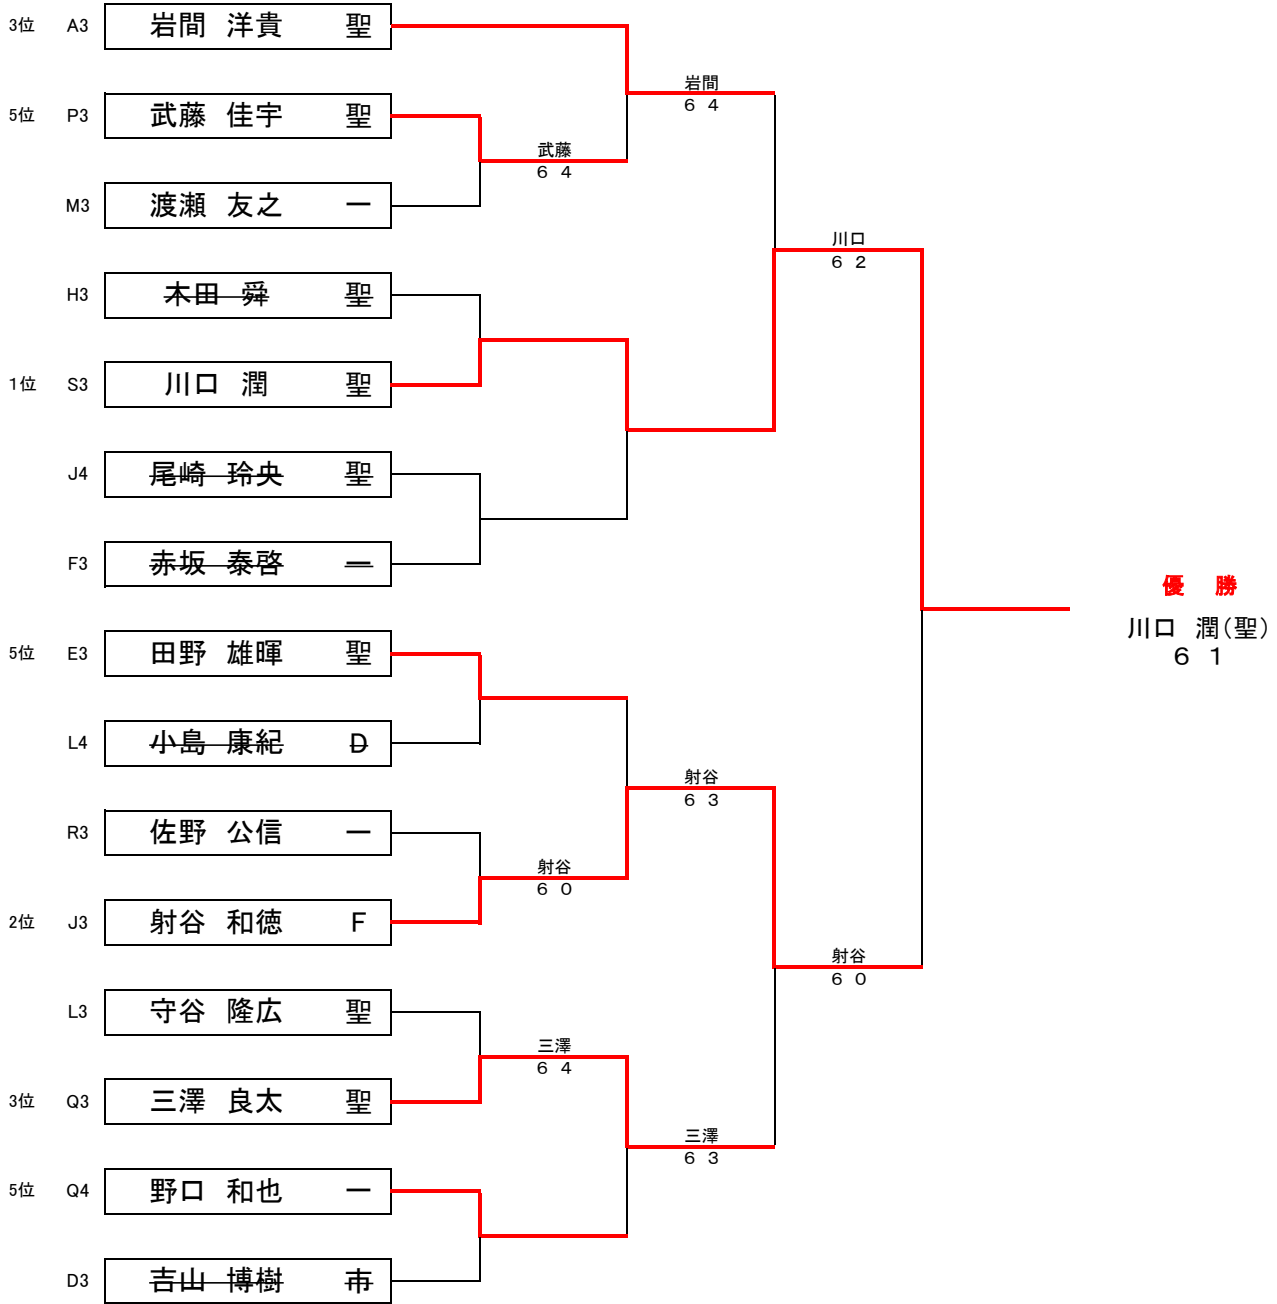 3位 A3 岩間 洋貴 聖
岩間
6 4
5位 P3 武藤 佳宇 聖
武藤
6 4
M3 渡瀬 友之 一
川口
6 2
H3 木田 舜 聖
1位 S3 川口 潤 聖
J4 尾崎 玲央 聖
F3 赤坂 泰啓 一
優 勝
川口 潤(聖)
6 1
5位 E3 田野 雄暉 聖
L4 小島 康紀 D
射谷
6 3
R3 佐野 公信 一
射谷
6 0
2位 J3 射谷 和徳 F
射谷
6 0
L3 守谷 隆広 聖
三澤
6 4
3位 Q3 三澤 良太 聖
三澤
6 3
5位 Q4 野口 和也 一
D3 吉山 博樹 市